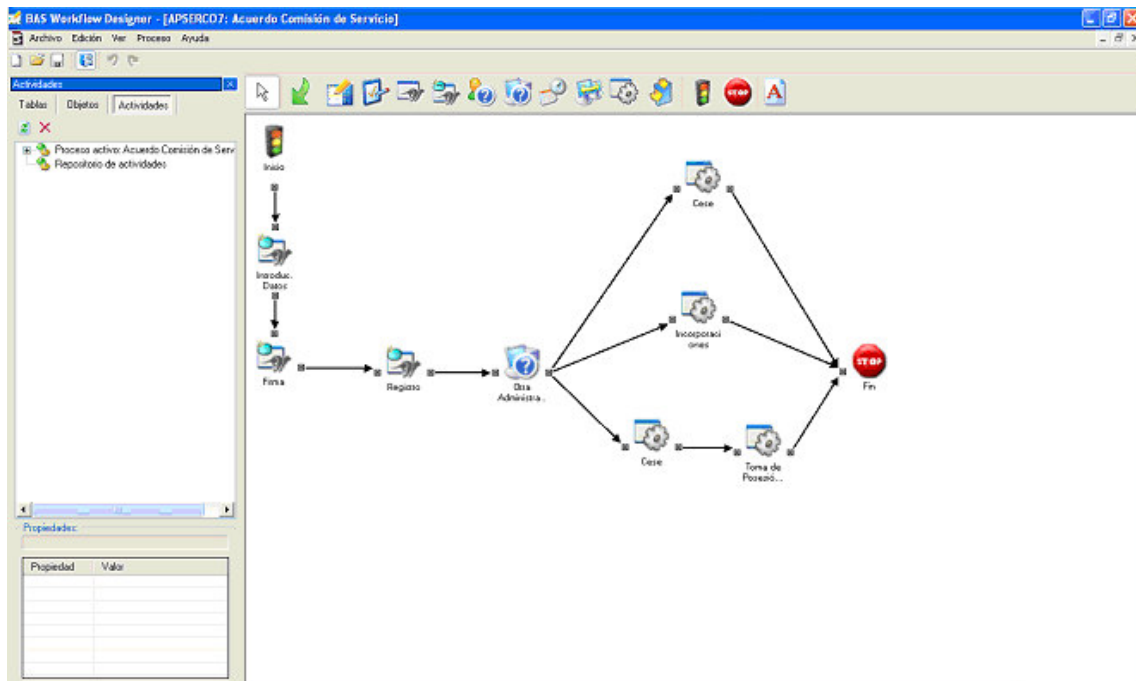 BAS Workflow Designer - [APSERCO7: Acuerdo Comisión de Servicio]
Archivo Edición Ver Proceso Ayuda
Actividades
Tablas Objetos Actividades
Proceso activo: Acuerdo Comisión de Serv
Repositorio de actividades
Propiedades:
Propiedad Valor
STOP
A
Inicio
Introduc.
Datos
Firma
Registro
Otra
Administra...
Cese
Incorporaci
ones
Cese
Toma de
Posesió...
STOP
Fin